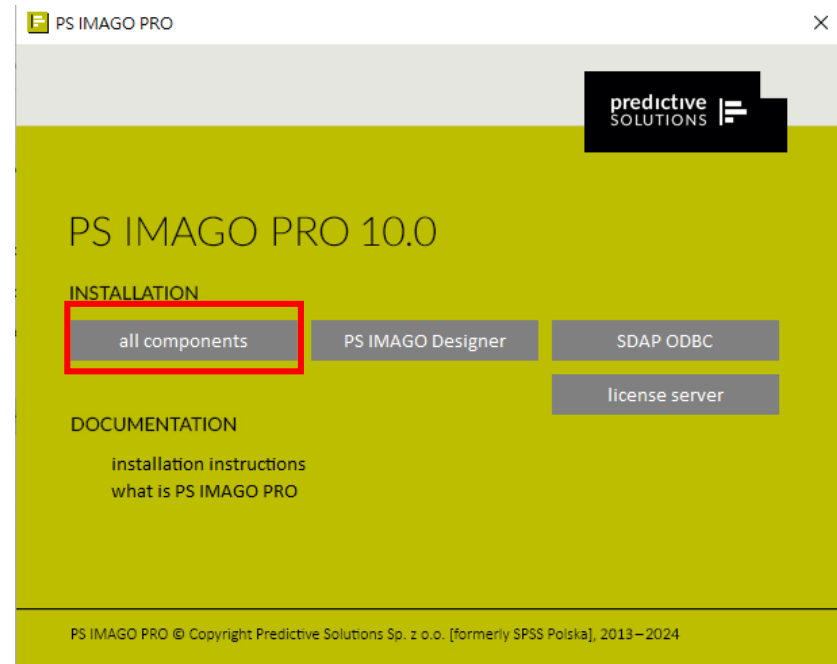 PS IMAGO PRO
predictive
SOLUTIONS
PS IMAGO PRO 10.0
INSTALLATION
all components
PS IMAGO Designer
SDAP ODBC
license server
DOCUMENTATION
installation instructions
what is PS IMAGO PRO
PS IMAGO PRO © Copyright Predictive Solutions Sp. z o.o. [formerly SPSS Polska], 2013–2024